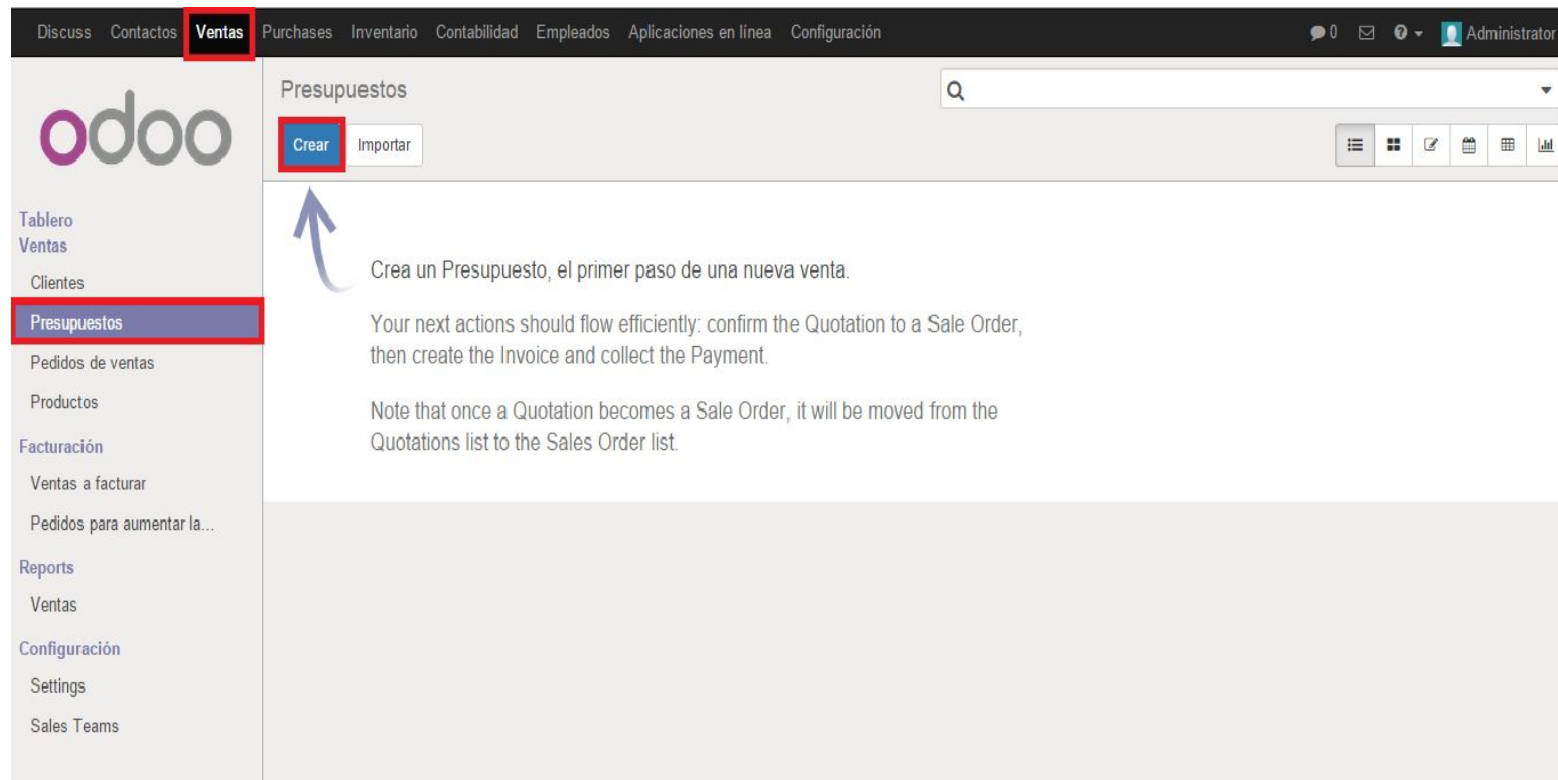 Discuss Contactos Ventas Purchases Inventario Contabilidad Empleados Aplicaciones en línea Configuración 0 Administrator
odoo
Presupuestos
Crear Importar
Tablero
Ventas
Clientes
Presupuestos
Pedidos de ventas
Productos
Facturación
Ventas a facturar
Pedidos para aumentar la...
Reports
Ventas
Configuración
Settings
Sales Teams
Crea un Presupuesto, el primer paso de una nueva venta.
Your next actions should flow efficiently: confirm the Quotation to a Sale Order,
then create the Invoice and collect the Payment.
Note that once a Quotation becomes a Sale Order, it will be moved from the
Quotations list to the Sales Order list.